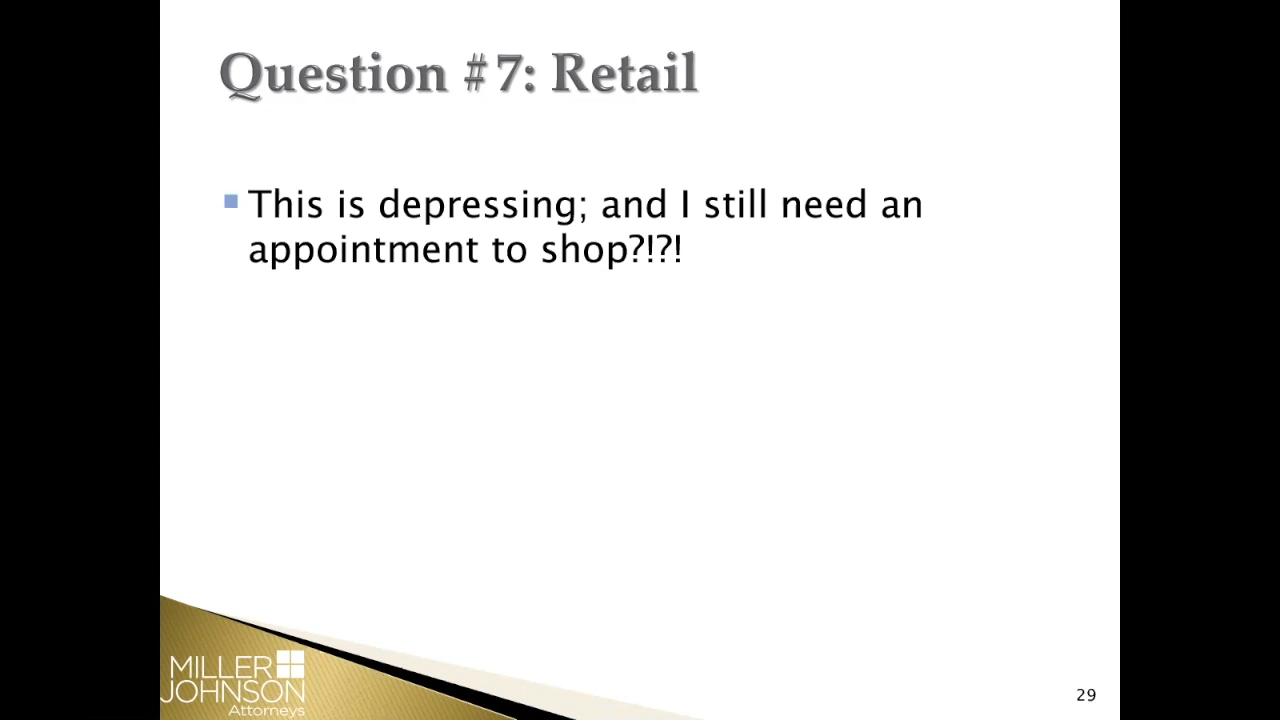 Question #7: Retail
This is depressing; and I still need an
appointment to shop?!?!
MILLER
JOHNSON
Attorneys
29